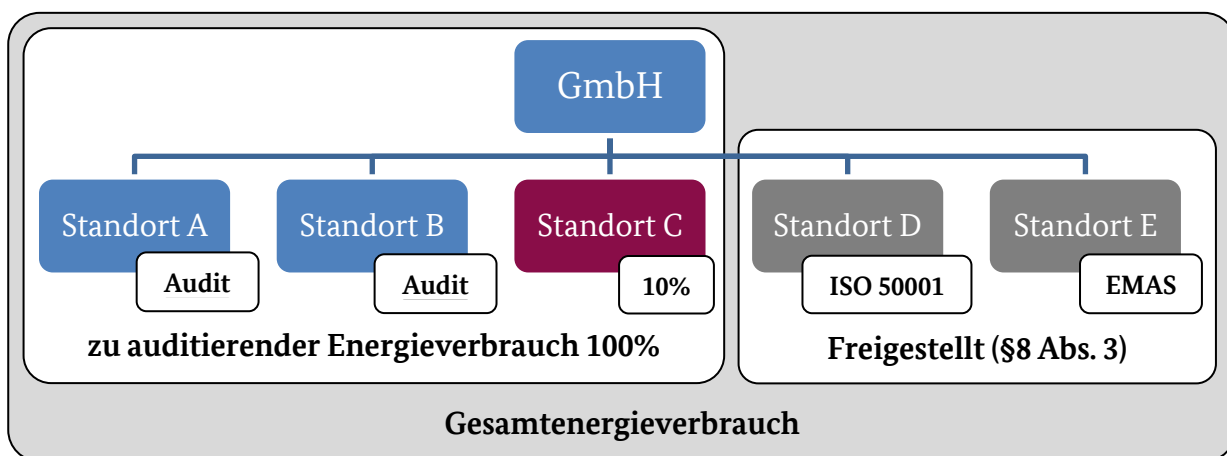 GmbH
Standort A
Standort B
Standort C
Standort D
Standort E
Audit
Audit
10%
ISO 50001
EMAS
zu auditierender Energieverbrauch 100%
Freigestellt (§8 Abs. 3)
Gesamtenergieverbrauch